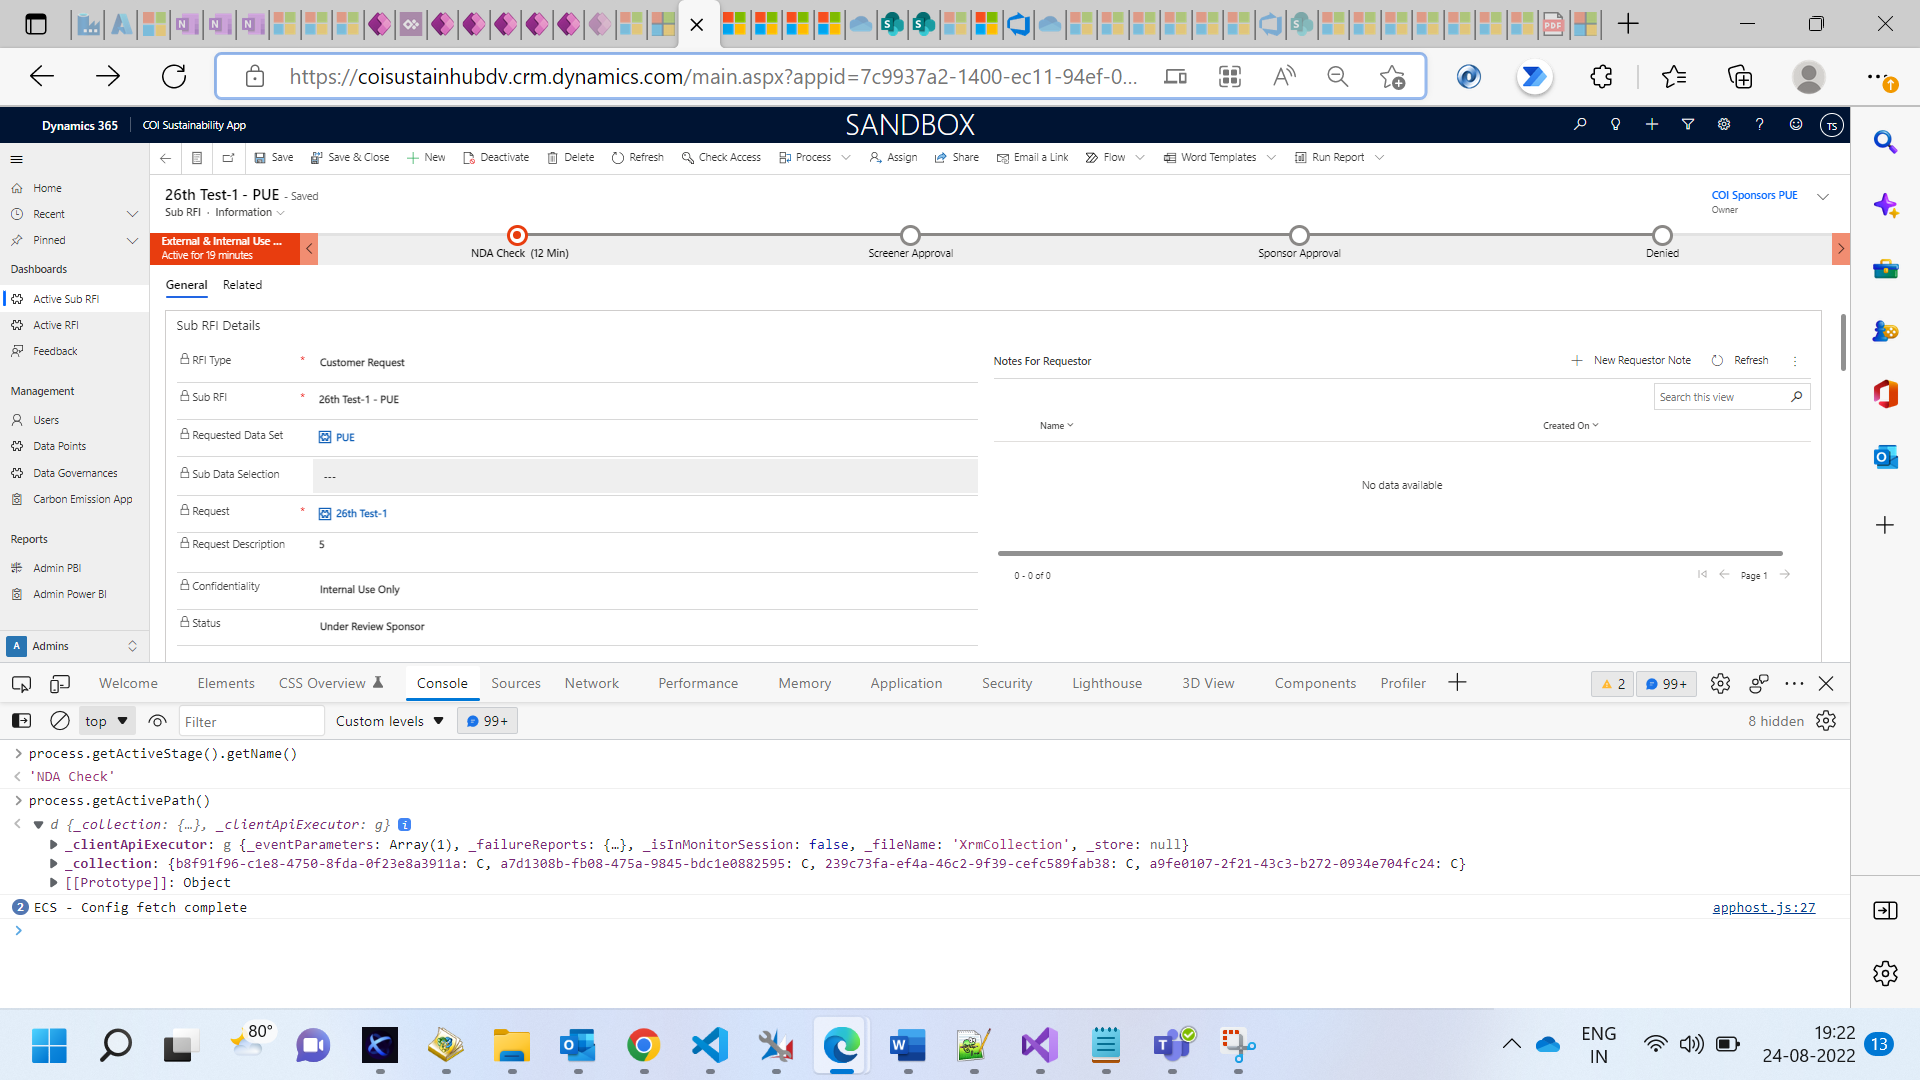 https://coisustainhubdv.crm.dynamics.com/main.aspx?appid=7c9937a2-1400-ec11-94ef-0...
Dynamics 365
COI Sustainability App
SANDBOX
TS
Save
Save & Close
New
Deactivate
Delete
Refresh
Check Access
Process
Assign
Share
Email a Link
Flow
Word Templates
Run Report
Home
Recent
Pinned
Dashboards
Active Sub RFI
Active RFI
Feedback
Management
Users
Data Points
Data Governances
Carbon Emission App
Reports
Admin PBI
Admin Power BI
A Admins
26th Test-1 - PUE - Saved
Sub RFI · Information
COI Sponsors PUE
Owner
External & Internal Use ...
Active for 19 minutes
NDA Check (12 Min)
Screener Approval
Sponsor Approval
Denied
General
Related
Sub RFI Details
RFI Type * Customer Request
Sub RFI * 26th Test-1 - PUE
Requested Data Set PUE
Sub Data Selection ---
Request * 26th Test-1
Request Description 5
Confidentiality Internal Use Only
Status Under Review Sponsor
Notes For Requestor
New Requestor Note
Refresh
Search this view
Name
Created On
No data available
0 - 0 of 0
Page 1
Welcome
Elements
CSS Overview
Console
Sources
Network
Performance
Memory
Application
Security
Lighthouse
3D View
Components
Profiler
2
99+
top
Filter
Custom levels
99+
8 hidden
process.getActiveStage().getName()
'NDA Check'
process.getActivePath()
d {_collection: {…}, _clientApiExecutor: g}
_clientApiExecutor: g {_eventParameters: Array(1), _failureReports: {…}, _isInMonitorSession: false, _fileName: 'XrmCollection', _store: null}
_collection: {b8f91f96-c1e8-4750-8fda-0f23e8a3911a: C, a7d1308b-fb08-475a-9845-bdc1e0882595: C, 239c73fa-ef4a-46c2-9f39-cefc589fab38: C, a9fe0107-2f21-43c3-b272-0934e704fc24: C}
[[Prototype]]: Object
2 ECS - Config fetch complete
apphost.js:27
80°
ENG
IN
19:22
24-08-2022
13